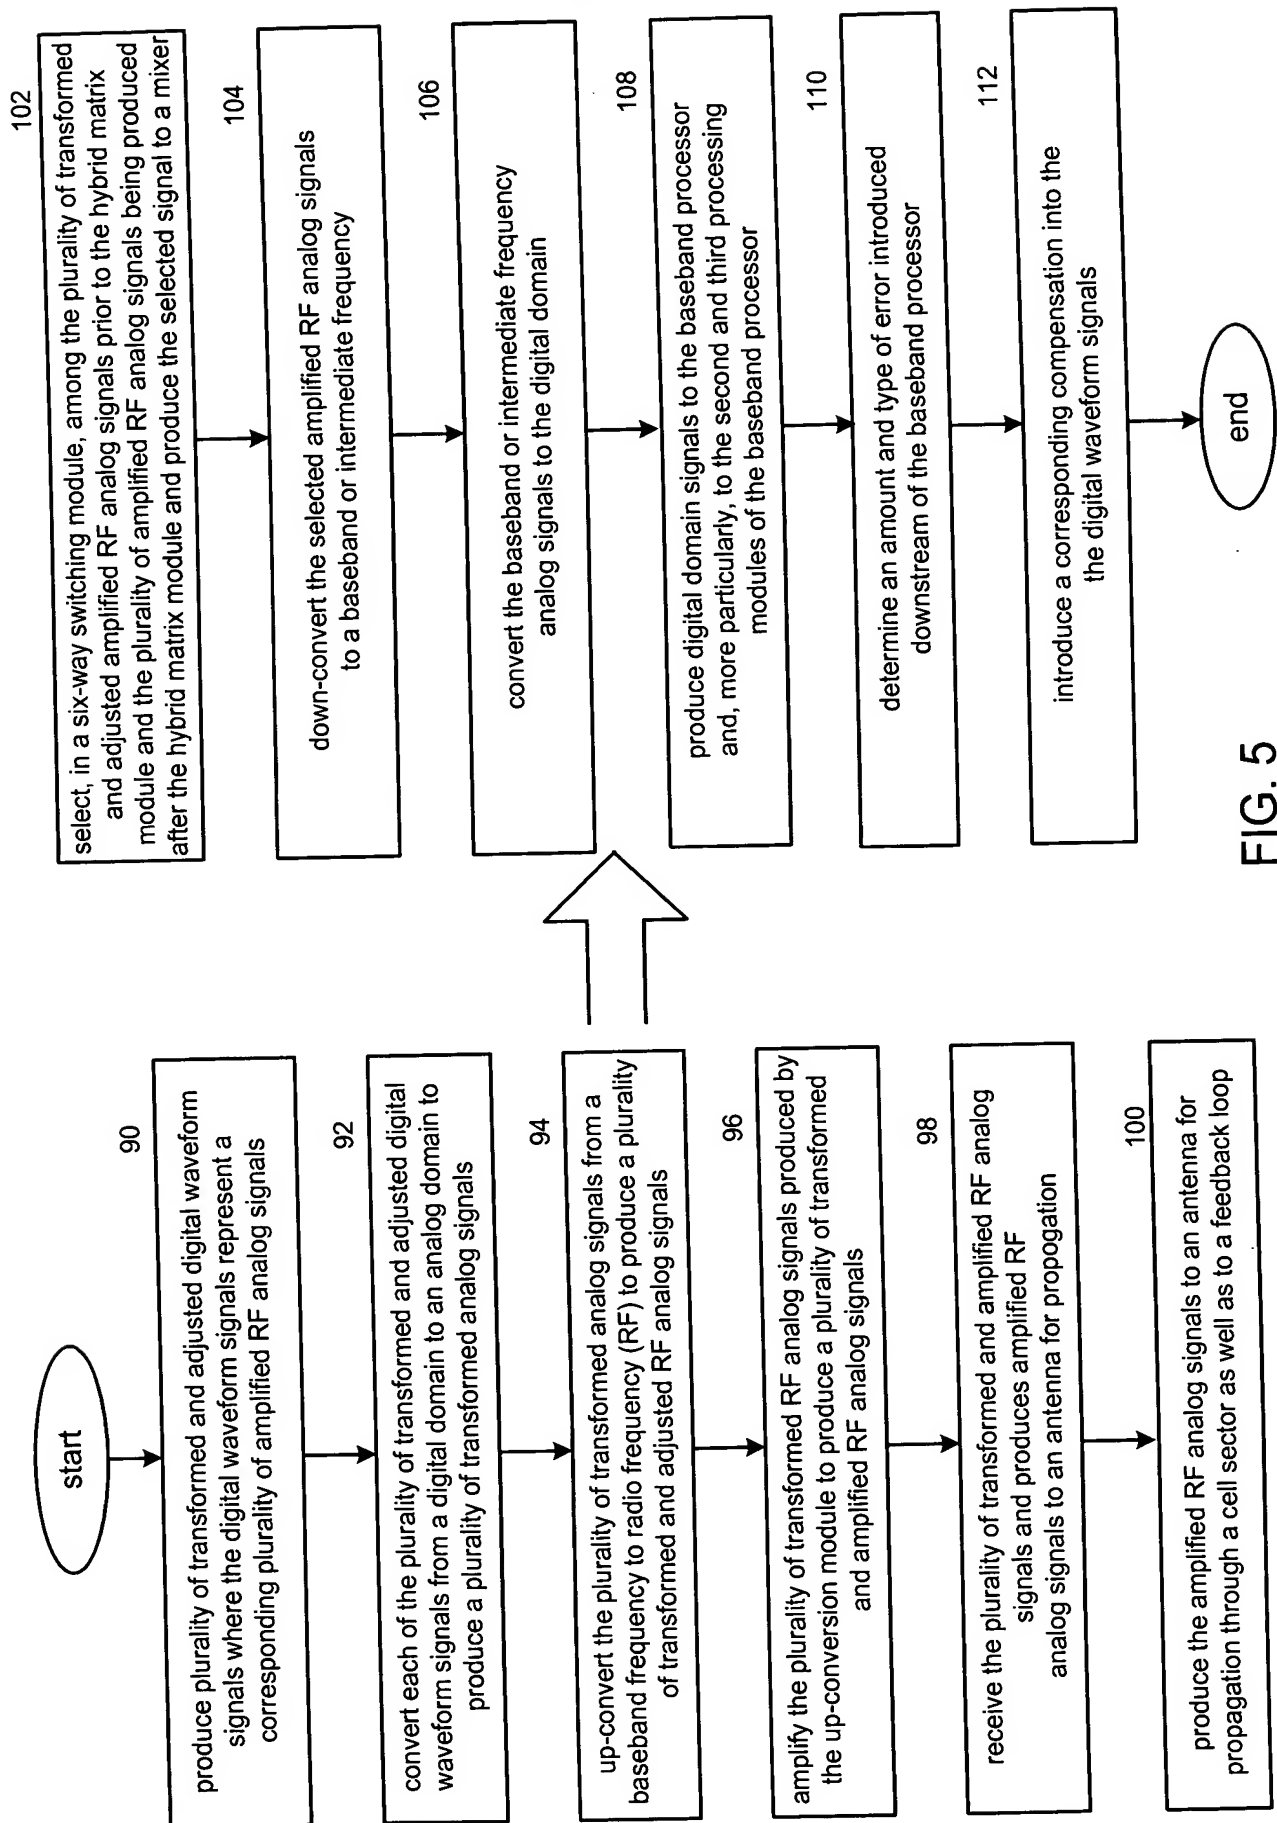 start
90
produce plurality of transformed and adjusted digital waveform
signals where the digital waveform signals represent a
corresponding plurality of amplified RF analog signals
92
convert each of the plurality of transformed and adjusted digital
waveform signals from a digital domain to an analog domain to
produce a plurality of transformed analog signals
94
up-convert the plurality of transformed analog signals from a
baseband frequency to radio frequency (RF) to produce a plurality
of transformed and adjusted RF analog signals
96
amplify the plurality of transformed RF analog signals produced by
the up-conversion module to produce a plurality of transformed
and amplified RF analog signals
98
receive the plurality of transformed and amplified RF analog
signals and produces amplified RF
analog signals to an antenna for propogation
100
produce the amplified RF analog signals to an antenna for
propagation through a cell sector as well as to a feedback loop
102
select, in a six-way switching module, among the plurality of transformed
and adjusted amplified RF analog signals prior to the hybrid matrix
module and the plurality of amplified RF analog signals being produced
after the hybrid matrix module and produce the selected signal to a mixer
104
down-convert the selected amplified RF analog signals
to a baseband or intermediate frequency
106
convert the baseband or intermediate frequency
analog signals to the digital domain
108
produce digital domain signals to the baseband processor
and, more particularly, to the second and third processing
modules of the baseband processor
110
determine an amount and type of error introduced
downstream of the baseband processor
112
introduce a corresponding compensation into the
the digital waveform signals
end
FIG. 5